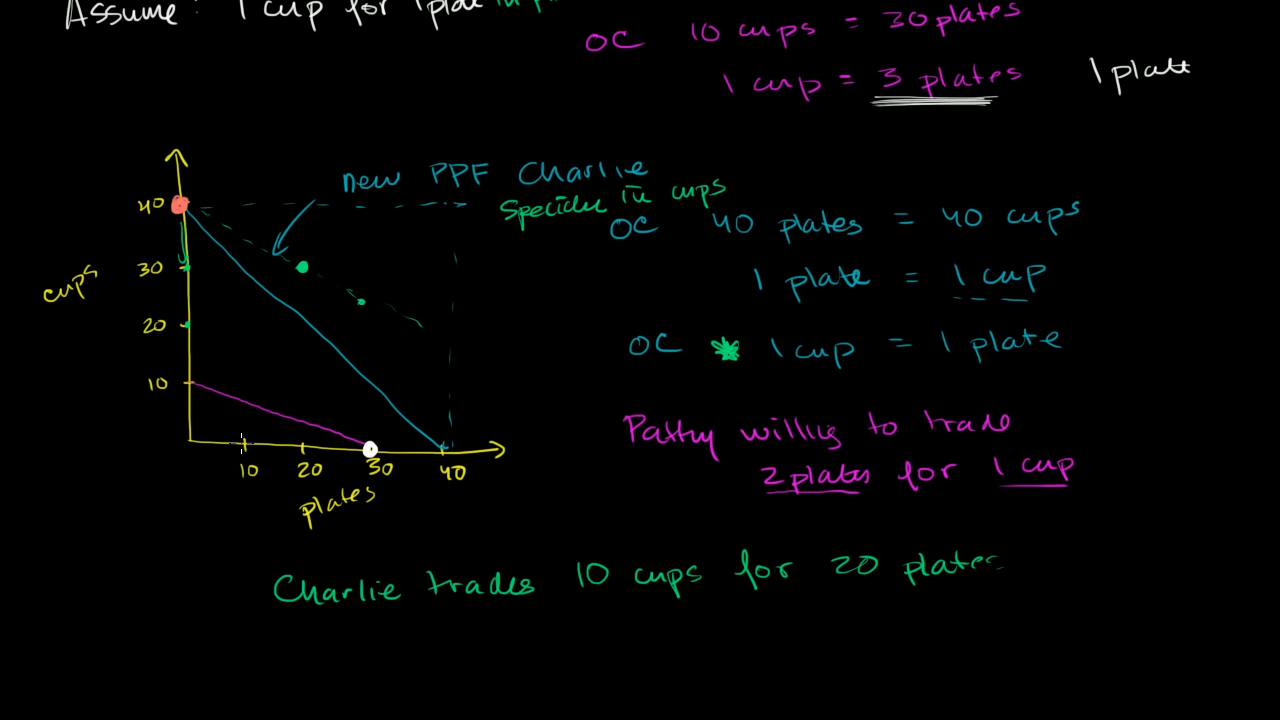 Assume: 1 cup for 1 plat
OC 10 cups = 30 plates
1 cup = 3 plates
1 plate
new PPF Charlie
in cups
OC 40 plates = 40 cups
1 plate = 1 cup
OC 1 cup = 1 plate
Patty willing to trade
2 plates for 1 cup
cups
40
30
20
10
10 20 30 40
plates
Charlie trades 10 cups for 20 plates